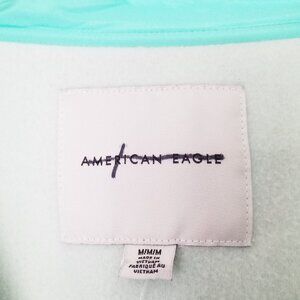 AMERICAN EAGLE
M/M/M
MADE IN
VIETNAM
FABRIQUÉ AU
VIETNAM